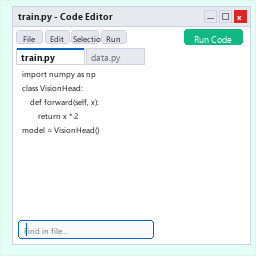 train.py - Code Editor
File Edit Selectio Run Run Code
train.py data.py
import numpy as np
class VisionHead:
def forward(self, x):
return x * 2
model = VisionHead()
Find in file...